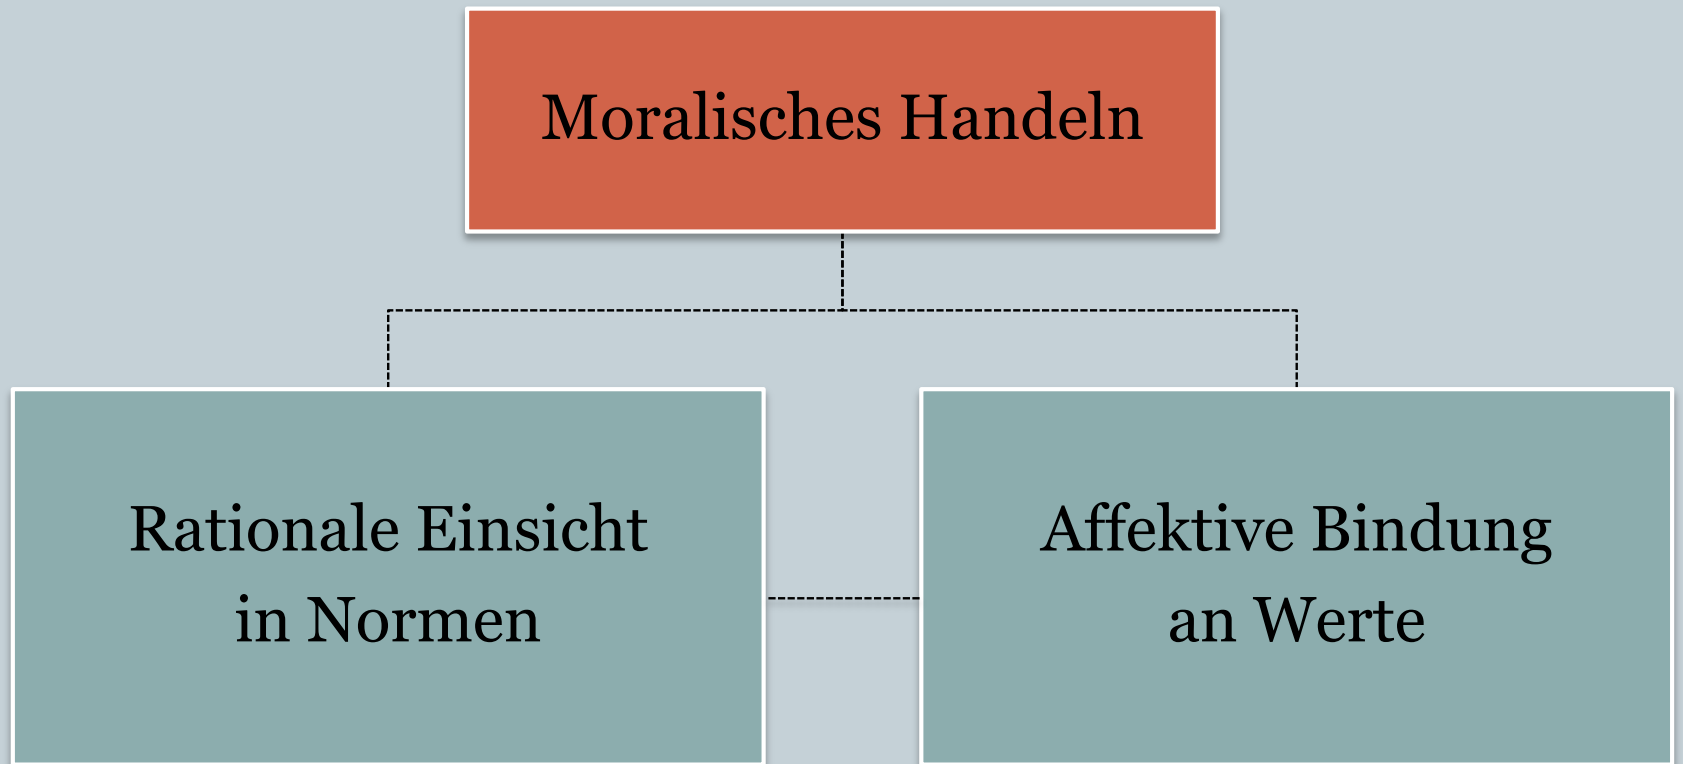 Moralisches Handeln
Rationale Einsicht
in Normen
Affektive Bindung
an Werte